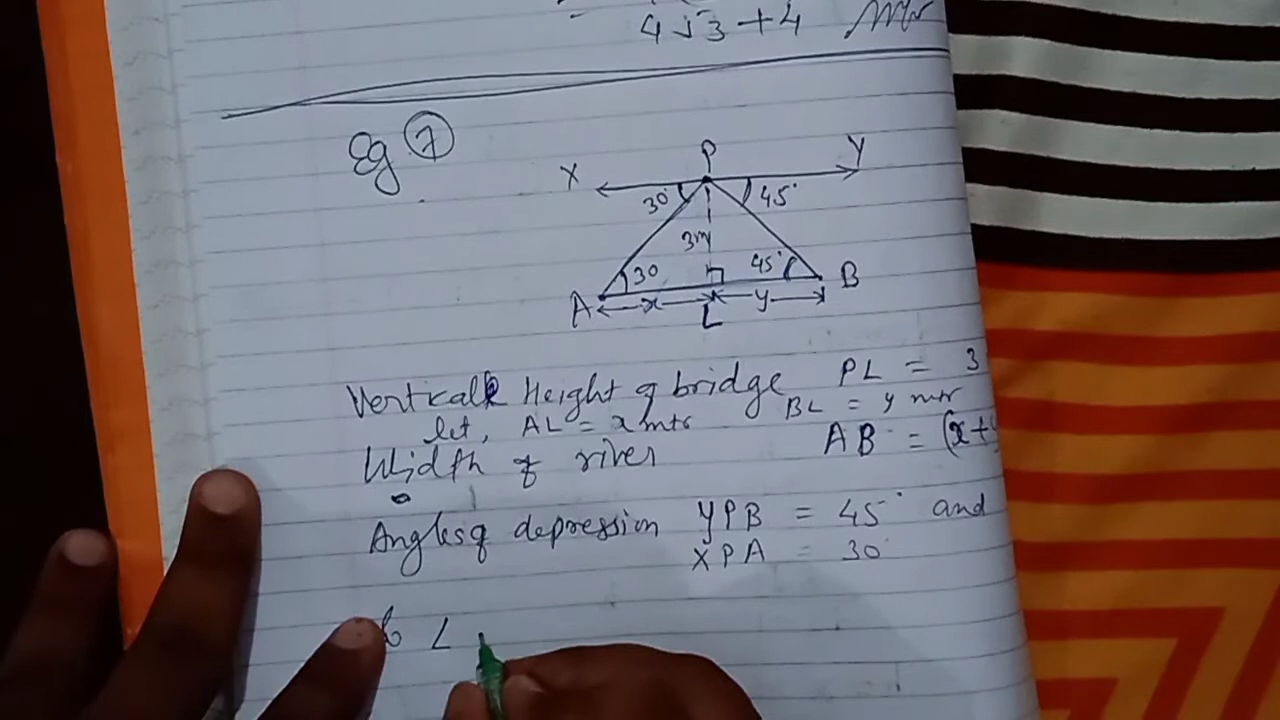 4√3 + 4 Mtr
Eg 7
P
X Y
30° 45°
3m
30 45°
A B
x y
L
Vertical Height of bridge PL = 3
let, AL = x mtr BL = y mtr
Width of river AB = (x+y
Angles of depression YPB = 45° and
XPA = 30°
∠